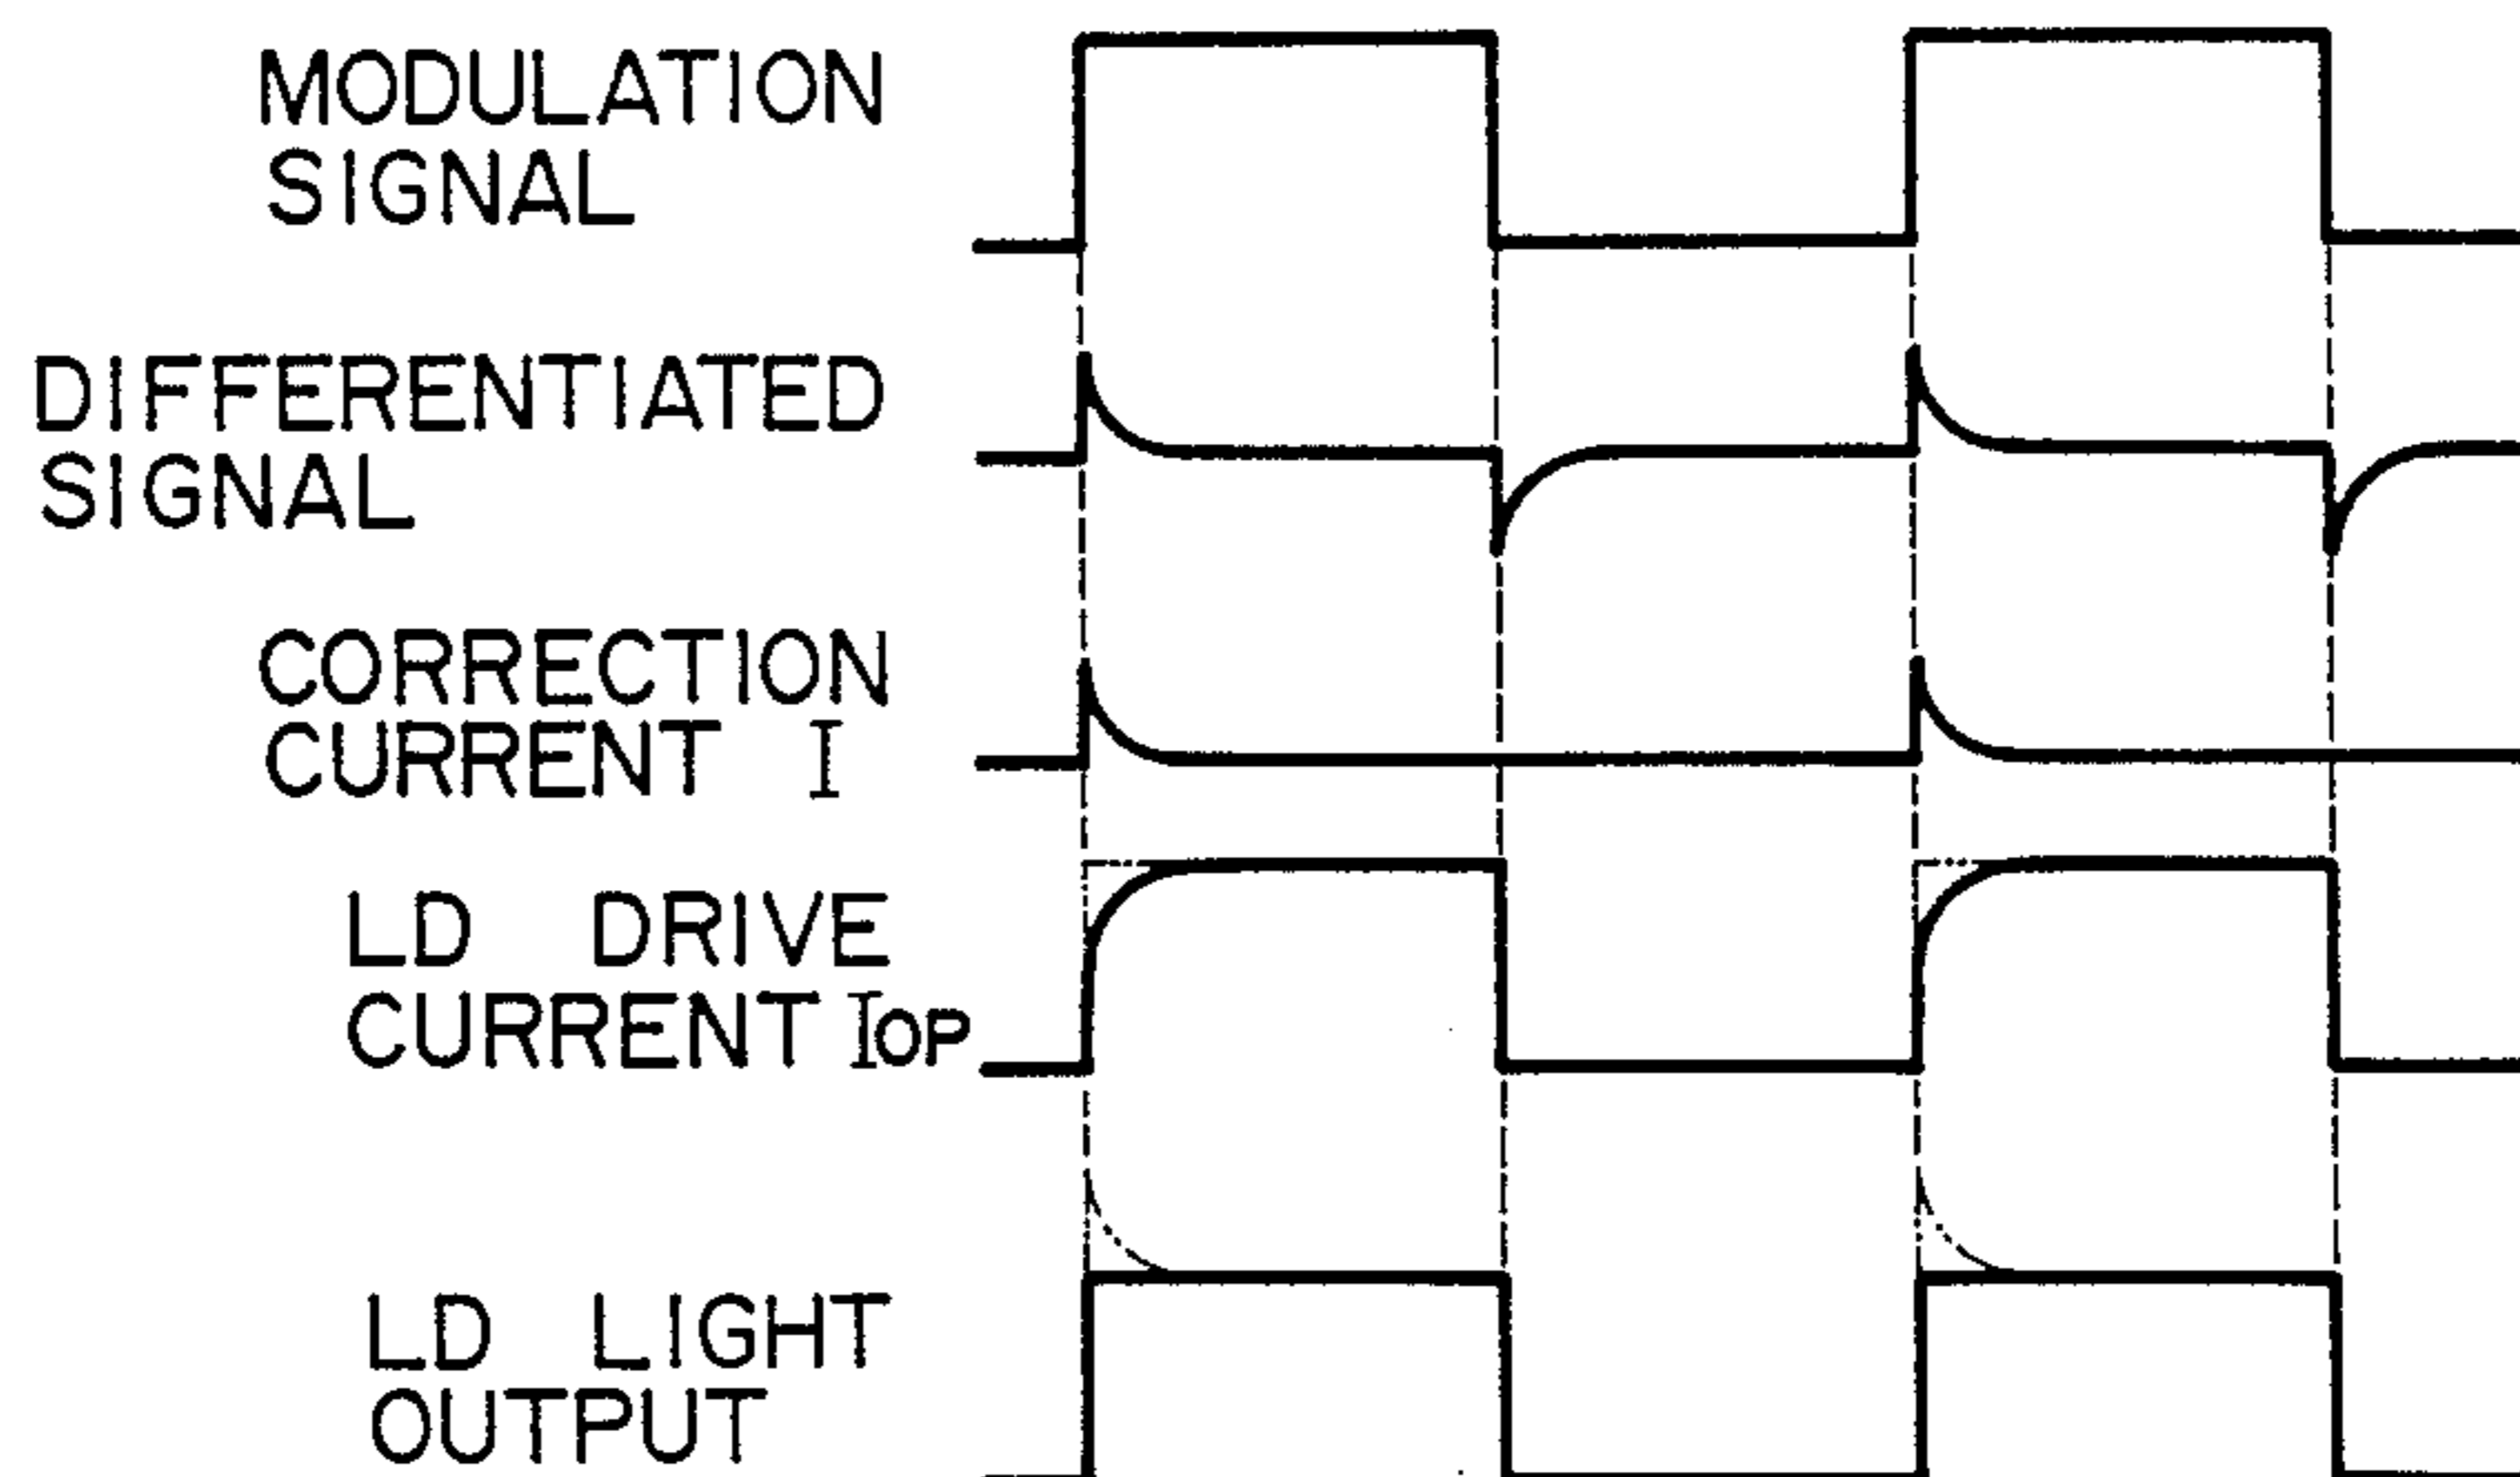 MODULATION
SIGNAL
DIFFERENTIATED
SIGNAL
CORRECTION
CURRENT I
LD DRIVE
CURRENT IOP
LD LIGHT
OUTPUT